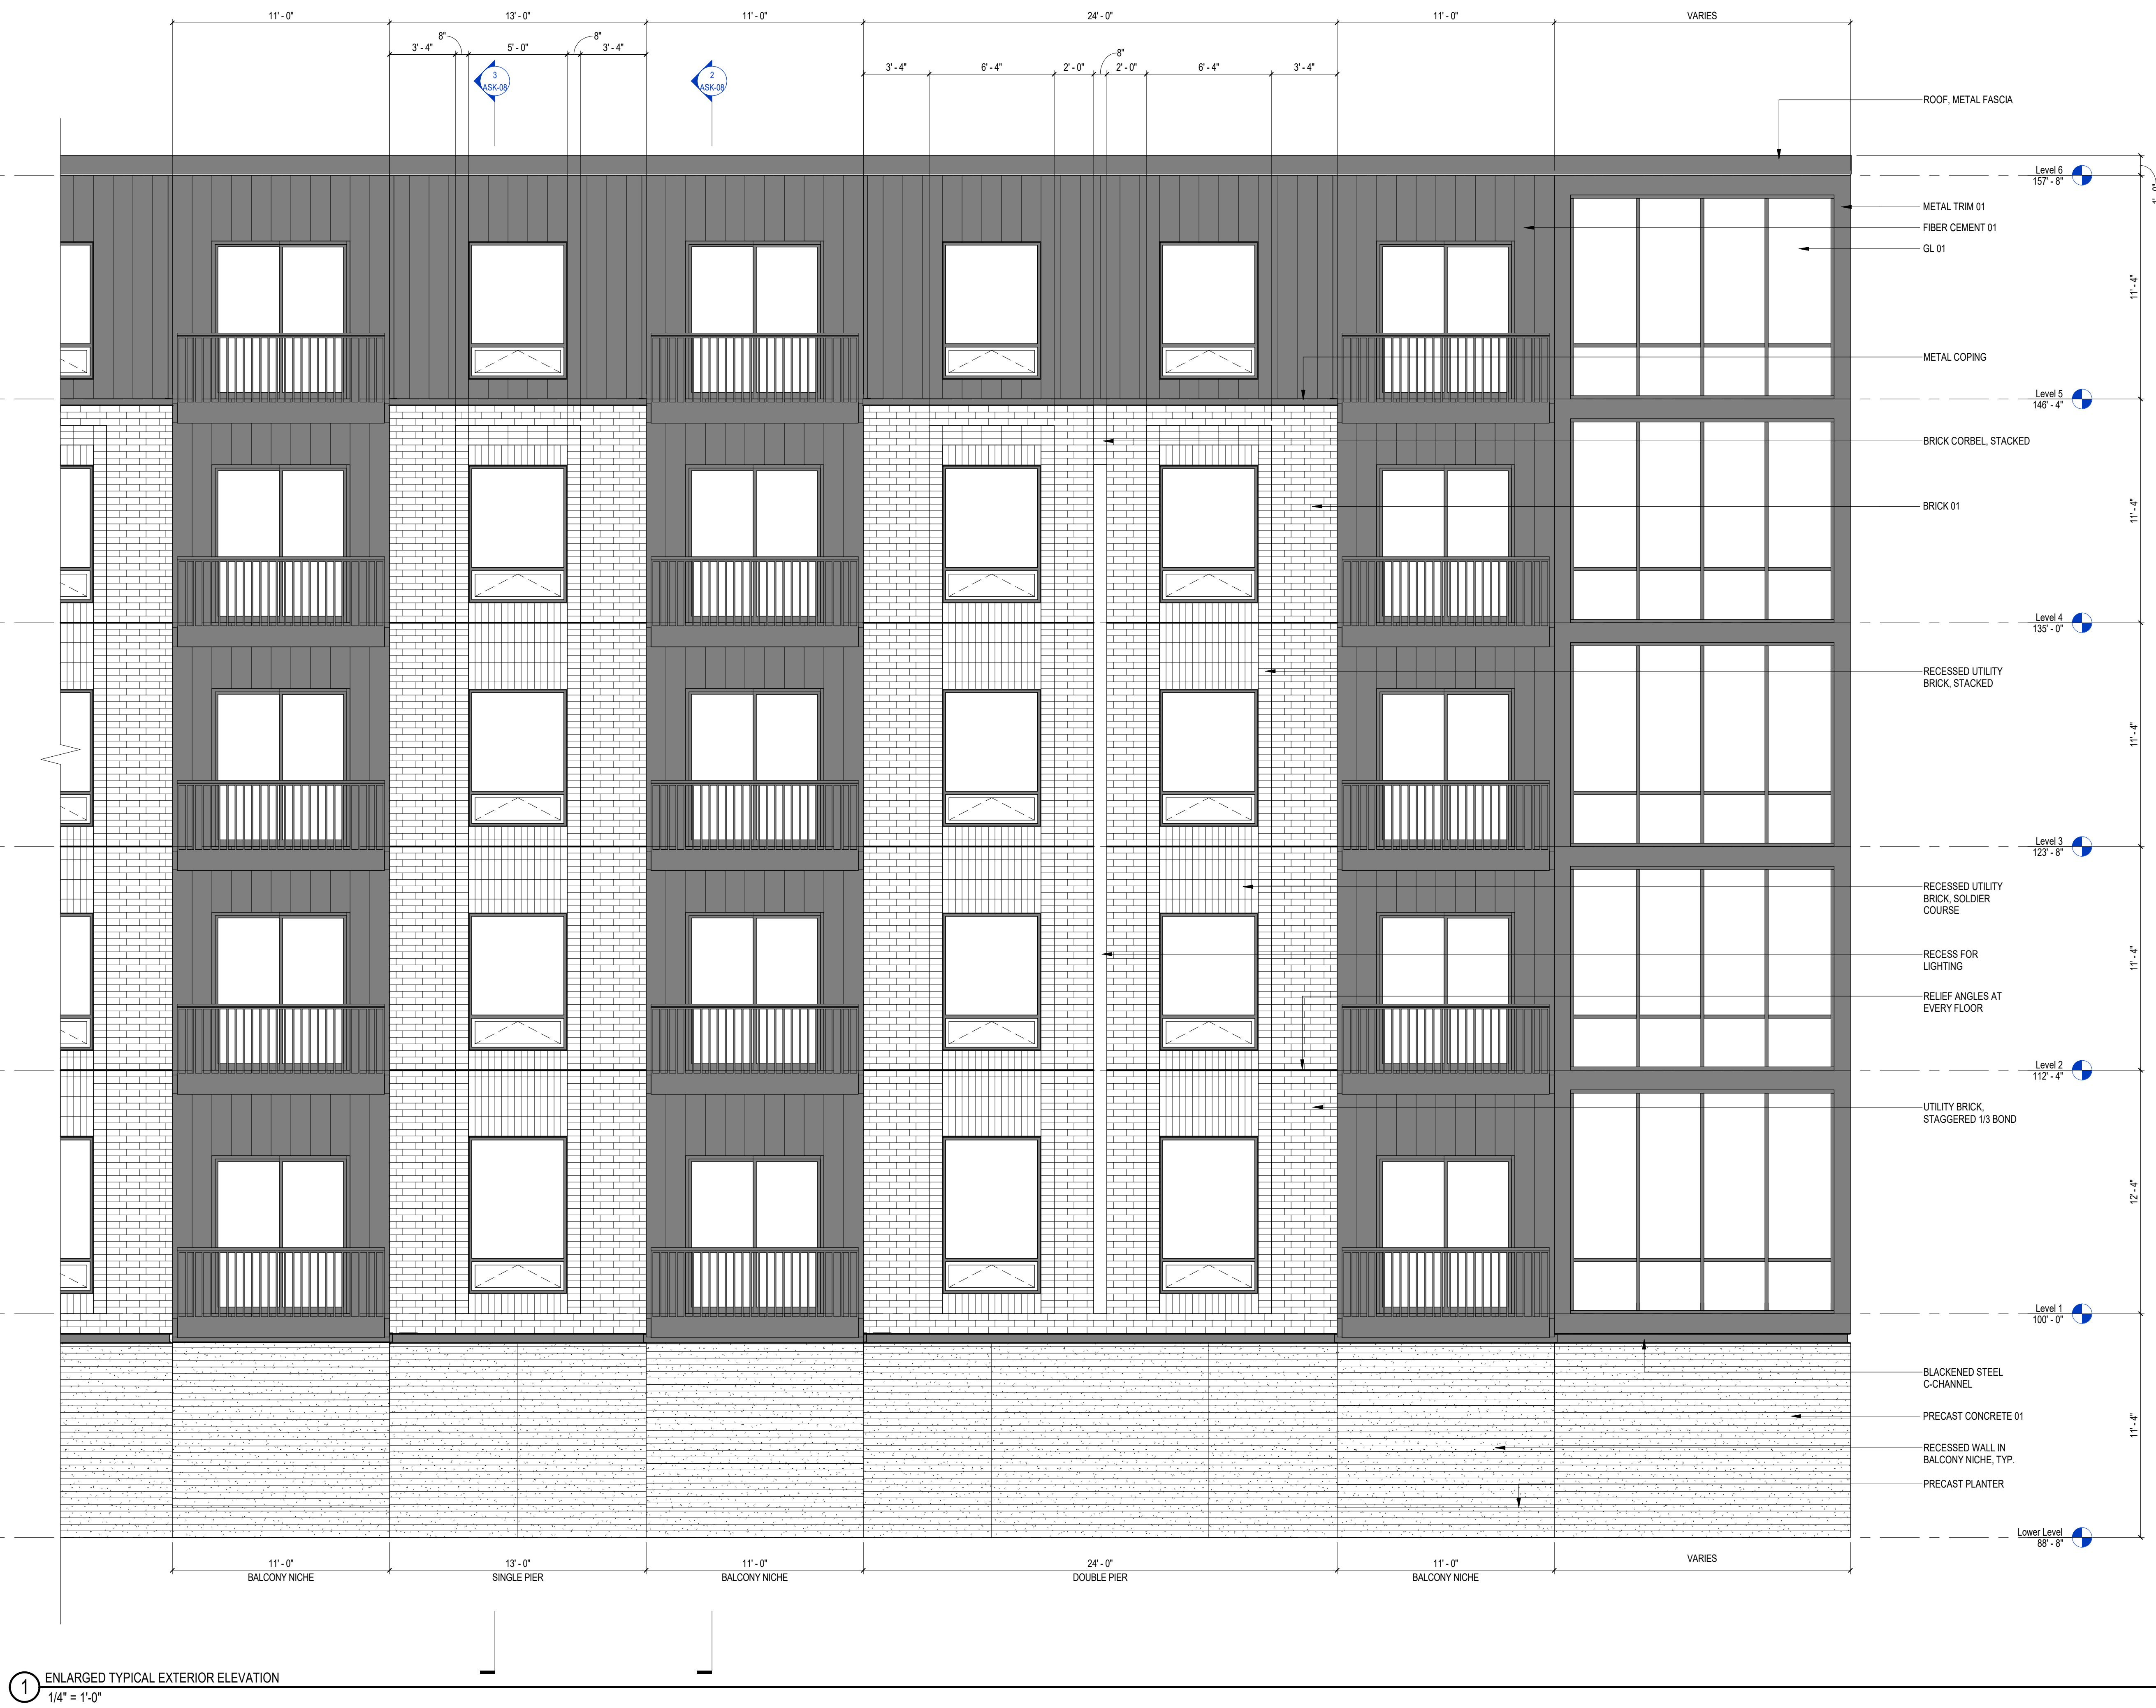 11' - 0"
13' - 0"
11' - 0"
24' - 0"
11' - 0"
VARIES
8"
8"
3' - 4"
5' - 0"
3' - 4"
8"
3' - 4"
6' - 4"
2' - 0"
2' - 0"
6' - 4"
3' - 4"
3
ASK-08
2
ASK-08
ROOF, METAL FASCIA
Level 6
157' - 8"
1' - 0"
METAL TRIM 01
FIBER CEMENT 01
GL 01
11' - 4"
METAL COPING
Level 5
146' - 4"
BRICK CORBEL, STACKED
BRICK 01
11' - 4"
Level 4
135' - 0"
RECESSED UTILITY
BRICK, STACKED
11' - 4"
Level 3
123' - 8"
RECESSED UTILITY
BRICK, SOLDIER
COURSE
RECESS FOR
LIGHTING
11' - 4"
RELIEF ANGLES AT
EVERY FLOOR
Level 2
112' - 4"
UTILITY BRICK,
STAGGERED 1/3 BOND
12' - 4"
Level 1
100' - 0"
BLACKENED STEEL
C-CHANNEL
PRECAST CONCRETE 01
11' - 4"
RECESSED WALL IN
BALCONY NICHE, TYP.
PRECAST PLANTER
Lower Level
88' - 8"
11' - 0"
13' - 0"
11' - 0"
24' - 0"
11' - 0"
VARIES
BALCONY NICHE
SINGLE PIER
BALCONY NICHE
DOUBLE PIER
BALCONY NICHE
1
ENLARGED TYPICAL EXTERIOR ELEVATION
1/4" = 1'-0"